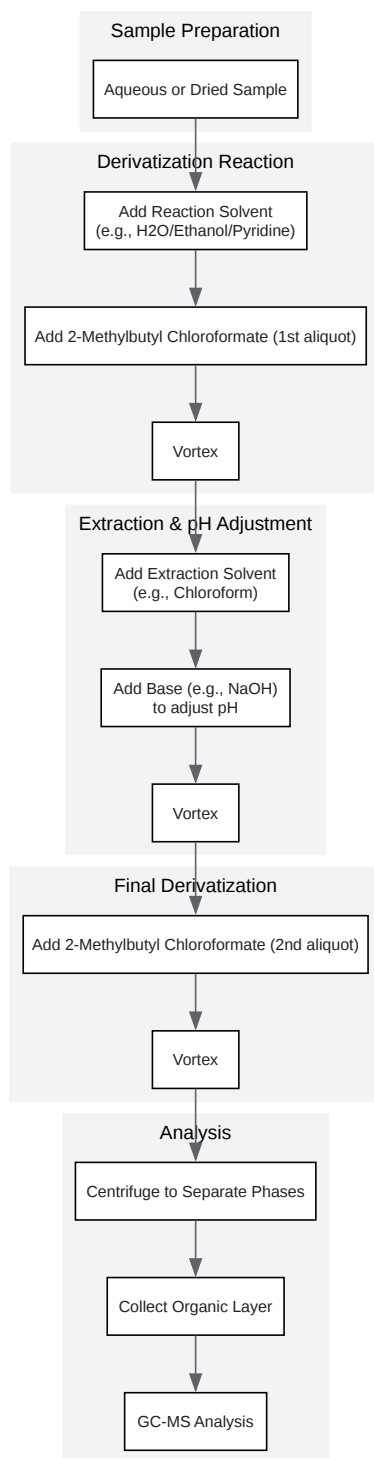 Sample Preparation
Aqueous or Dried Sample
Derivatization Reaction
Add Reaction Solvent
(e.g., H2O/Ethanol/Pyridine)
Add 2-Methylbutyl Chloroformate (1st aliquot)
Vortex
Extraction & pH Adjustment
Add Extraction Solvent
(e.g., Chloroform)
Add Base (e.g., NaOH)
to adjust pH
Vortex
Final Derivatization
Add 2-Methylbutyl Chloroformate (2nd aliquot)
Vortex
Analysis
Centrifuge to Separate Phases
Collect Organic Layer
GC-MS Analysis